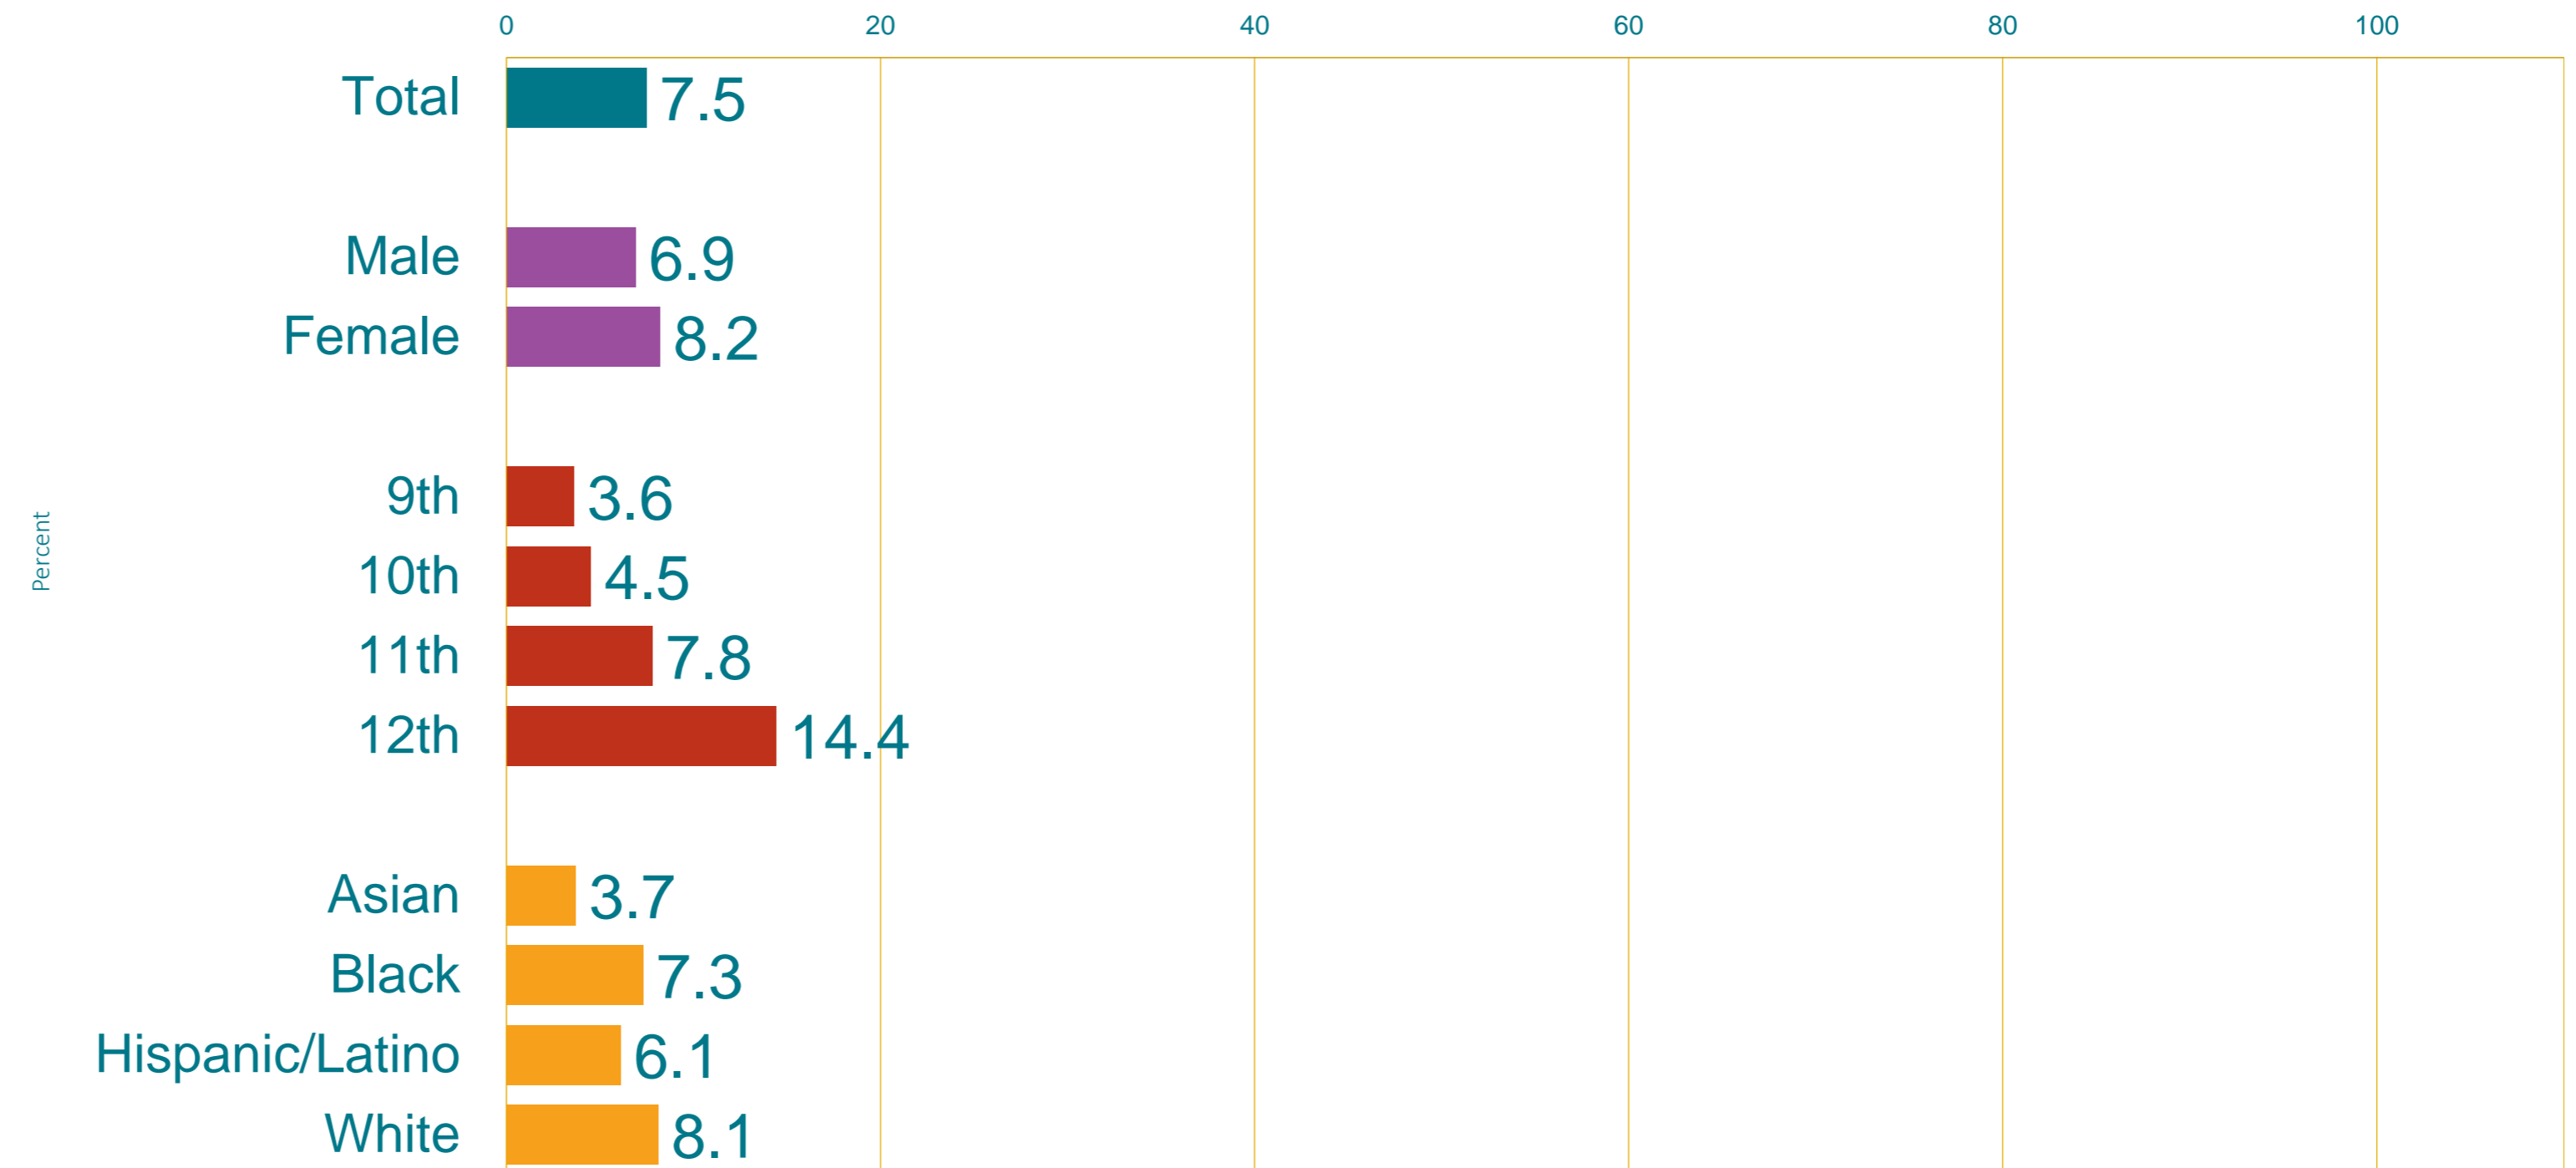 0 20 40 60 80 100
Total 7.5
Male 6.9
Female 8.2
9th 3.6
10th 4.5
11th 7.8
12th 14.4
Asian 3.7
Black 7.3
Hispanic/Latino 6.1
White 8.1
Percent